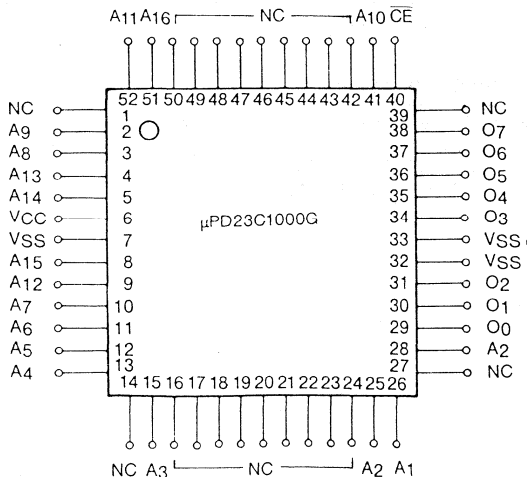 A11 A16 NC A10 CE
52 51 50 49 48 47 46 45 44 43 42 41 40
NC 1 39 NC
A9 2 38 O7
A8 3 37 O6
A13 4 36 O5
A14 5 35 O4
VCC 6 μPD23C1000G 34 O3
VSS 7 33 VSS
A15 8 32 VSS
A12 9 31 O2
A7 10 30 O1
A6 11 29 O0
A5 12 28 A2
A4 13 27 NC
14 15 16 17 18 19 20 21 22 23 24 25 26
NC A3 NC A2 A1